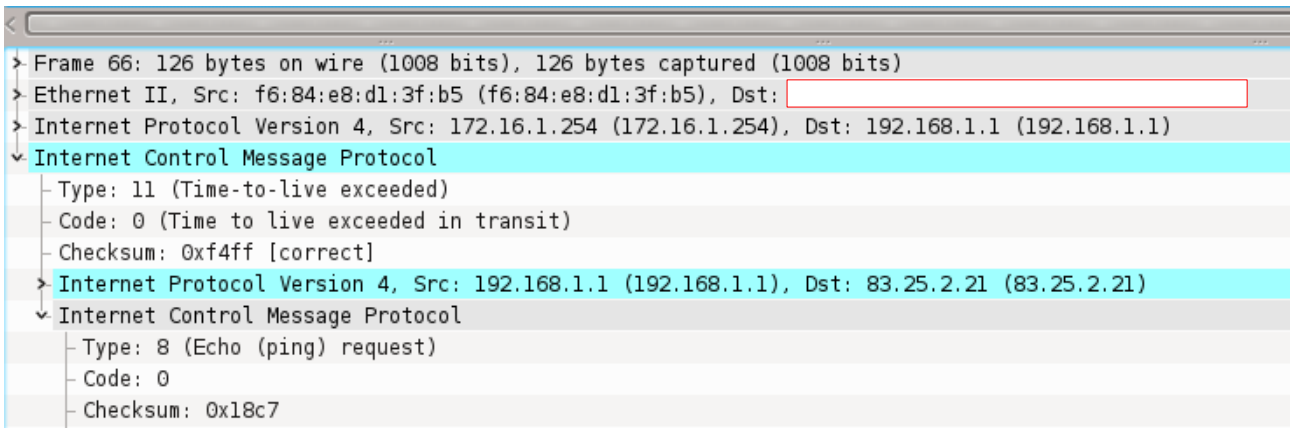 Frame 66: 126 bytes on wire (1008 bits), 126 bytes captured (1008 bits)
Ethernet II, Src: f6:84:e8:d1:3f:b5 (f6:84:e8:d1:3f:b5), Dst:
Internet Protocol Version 4, Src: 172.16.1.254 (172.16.1.254), Dst: 192.168.1.1 (192.168.1.1)
Internet Control Message Protocol
Type: 11 (Time-to-live exceeded)
Code: 0 (Time to live exceeded in transit)
Checksum: 0xf4ff [correct]
Internet Protocol Version 4, Src: 192.168.1.1 (192.168.1.1), Dst: 83.25.2.21 (83.25.2.21)
Internet Control Message Protocol
Type: 8 (Echo (ping) request)
Code: 0
Checksum: 0x18c7